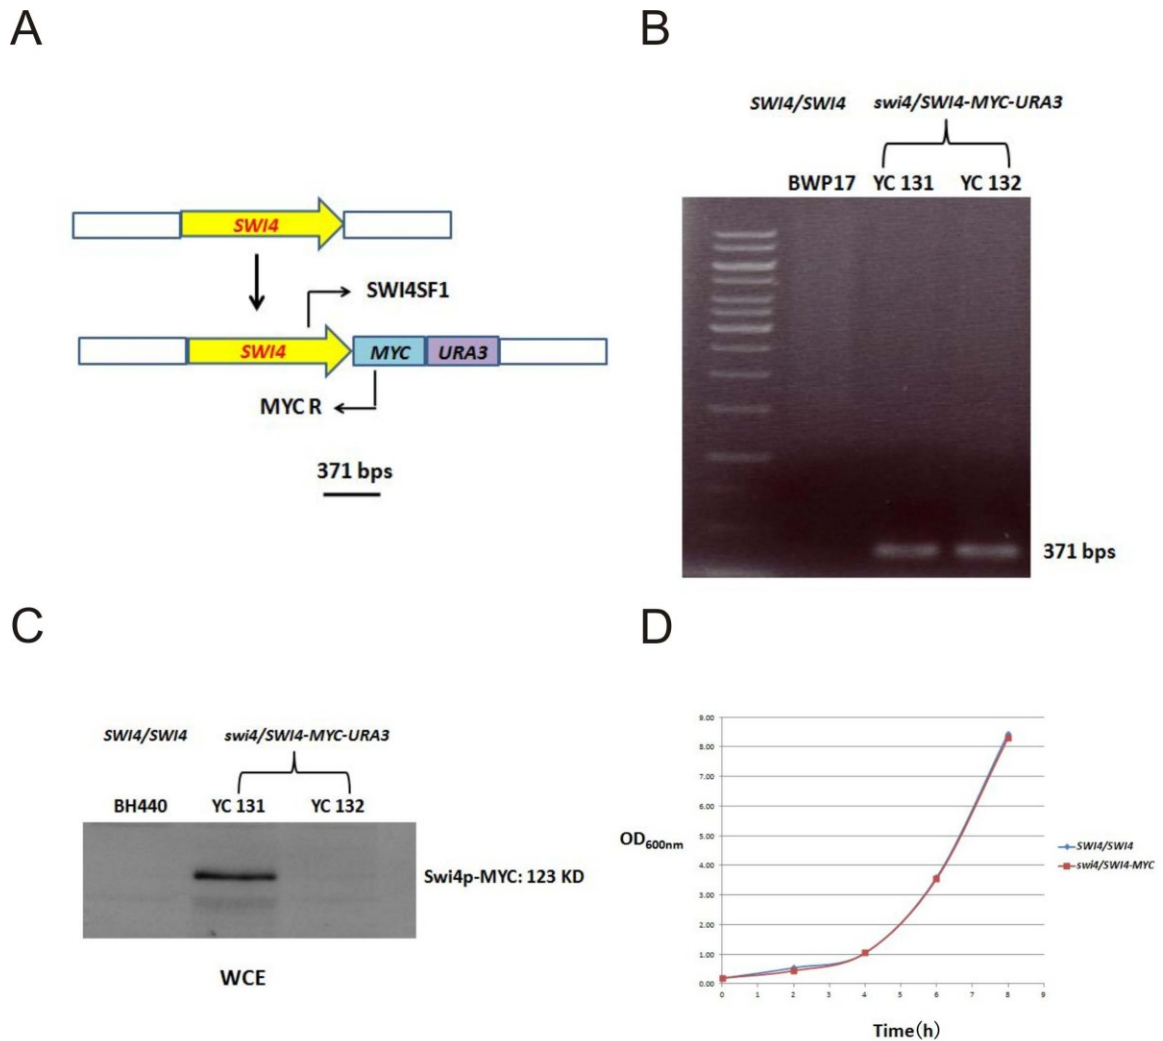 A
SWI4
SWI4SF1
SWI4 MYC URA3
MYC R
371 bps
B
SWI4/SWI4 swi4/SWI4-MYC-URA3
BWP17 YC 131 YC 132
371 bps
C
SWI4/SWI4 swi4/SWI4-MYC-URA3
BH440 YC 131 YC 132
Swi4p-MYC: 123 KD
WCE
D
9.00
8.00
7.00
6.00
5.00
4.00
3.00
2.00
1.00
0.00
OD600nm
0 1 2 3 4 5 6 7 8 9
Time(h)
SWI4/SWI4
swi4/SWI4-MYC